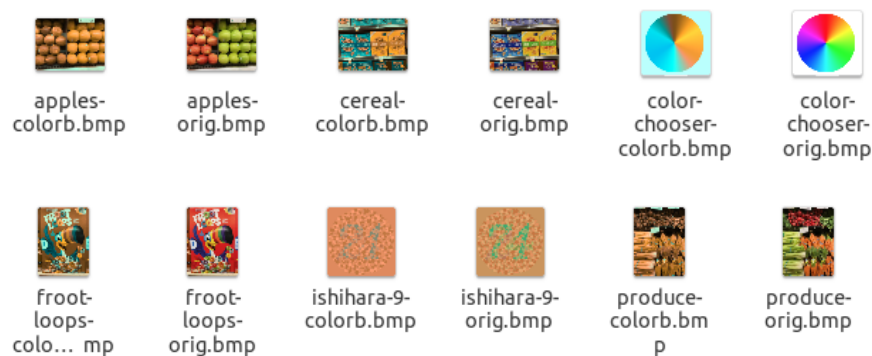 apples-
colorb.bmp
apples-
orig.bmp
cereal-
colorb.bmp
cereal-
orig.bmp
color-
chooser-
colorb.bmp
color-
chooser-
orig.bmp
froot-
loops-
colo... mp
froot-
loops-
orig.bmp
ishihara-9-
colorb.bmp
ishihara-9-
orig.bmp
produce-
colorb.bm
p
produce-
orig.bmp